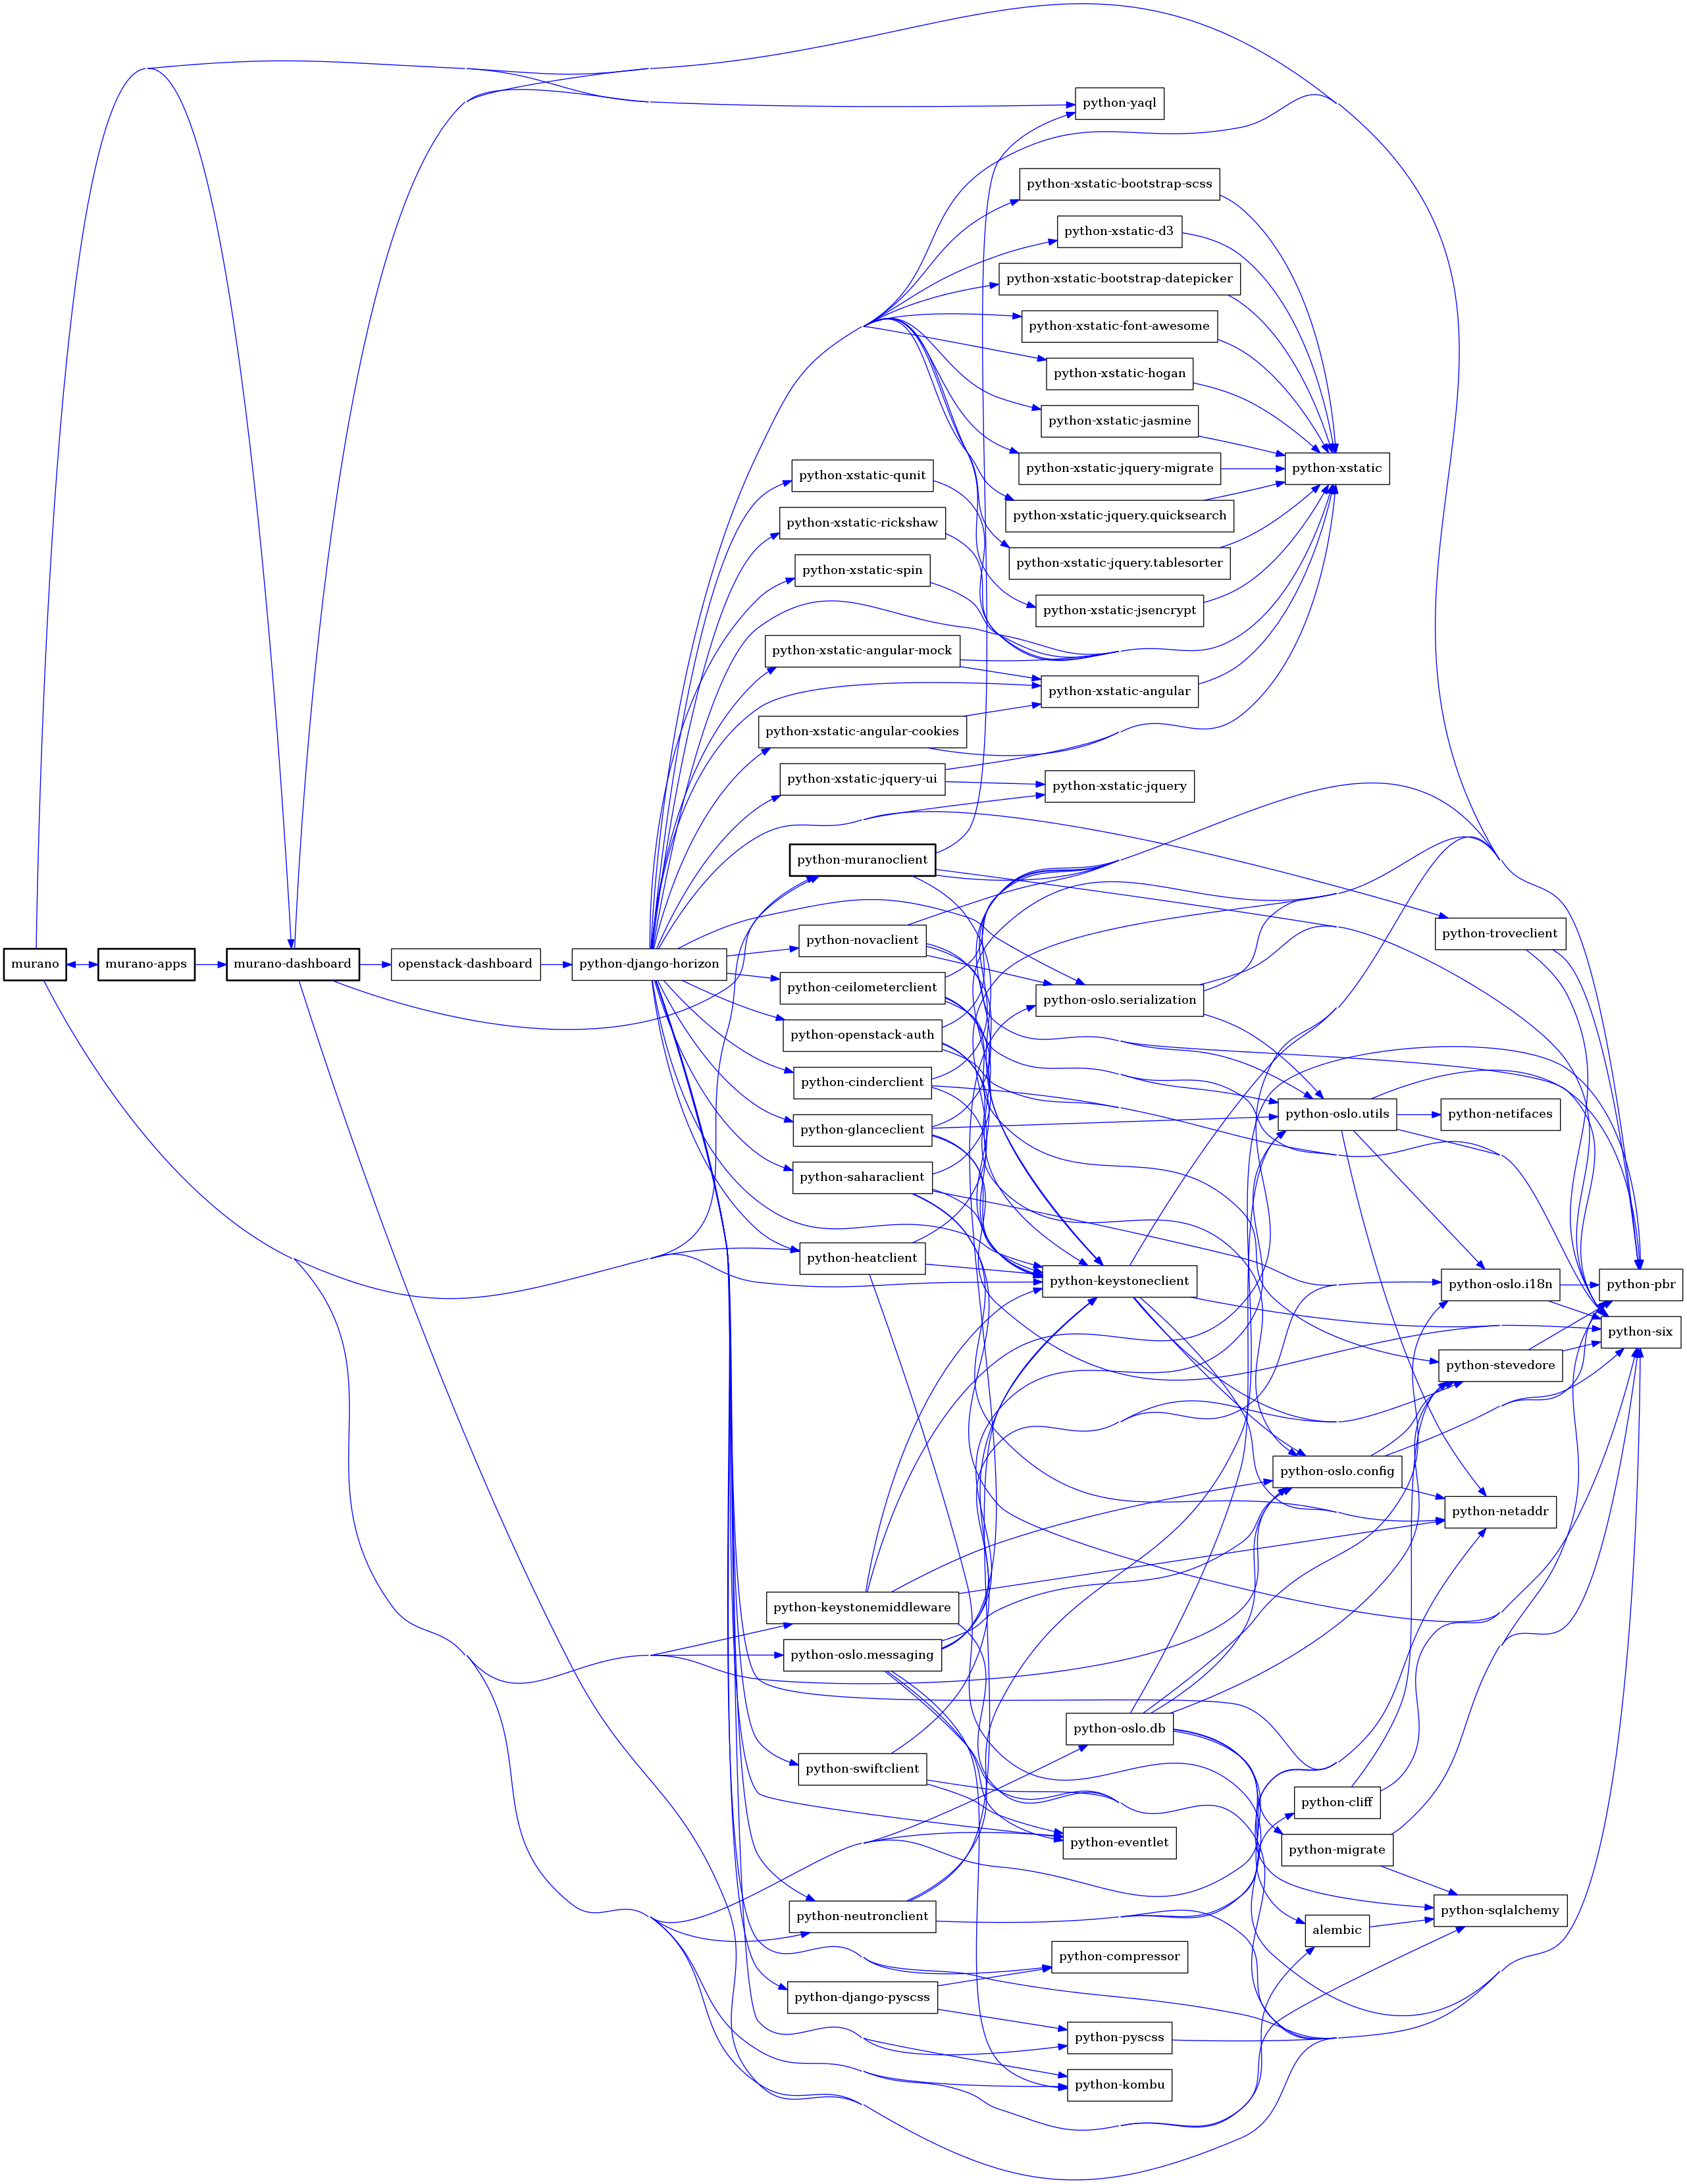 python-yaql
python-xstatic-bootstrap-scss
python-xstatic-d3
python-xstatic-bootstrap-datepicker
python-xstatic-font-awesome
python-xstatic-hogan
python-xstatic-jasmine
python-xstatic-jquery-migrate
python-xstatic
python-xstatic-qunit
python-xstatic-jquery.quicksearch
python-xstatic-rickshaw
python-xstatic-jquery.tablesorter
python-xstatic-spin
python-xstatic-jsencrypt
python-xstatic-angular-mock
python-xstatic-angular
python-xstatic-angular-cookies
python-xstatic-jquery-ui
python-xstatic-jquery
python-muranoclient
python-troveclient
python-novaclient
murano
murano-apps
murano-dashboard
openstack-dashboard
python-django-horizon
python-ceilometerclient
python-oslo.serialization
python-openstack-auth
python-cinderclient
python-oslo.utils
python-netifaces
python-glanceclient
python-saharaclient
python-heatclient
python-keystoneclient
python-oslo.i18n
python-pbr
python-six
python-stevedore
python-oslo.config
python-netaddr
python-keystonemiddleware
python-oslo.messaging
python-oslo.db
python-swiftclient
python-cliff
python-eventlet
python-migrate
python-sqlalchemy
python-neutronclient
alembic
python-compressor
python-django-pyscss
python-pyscss
python-kombu